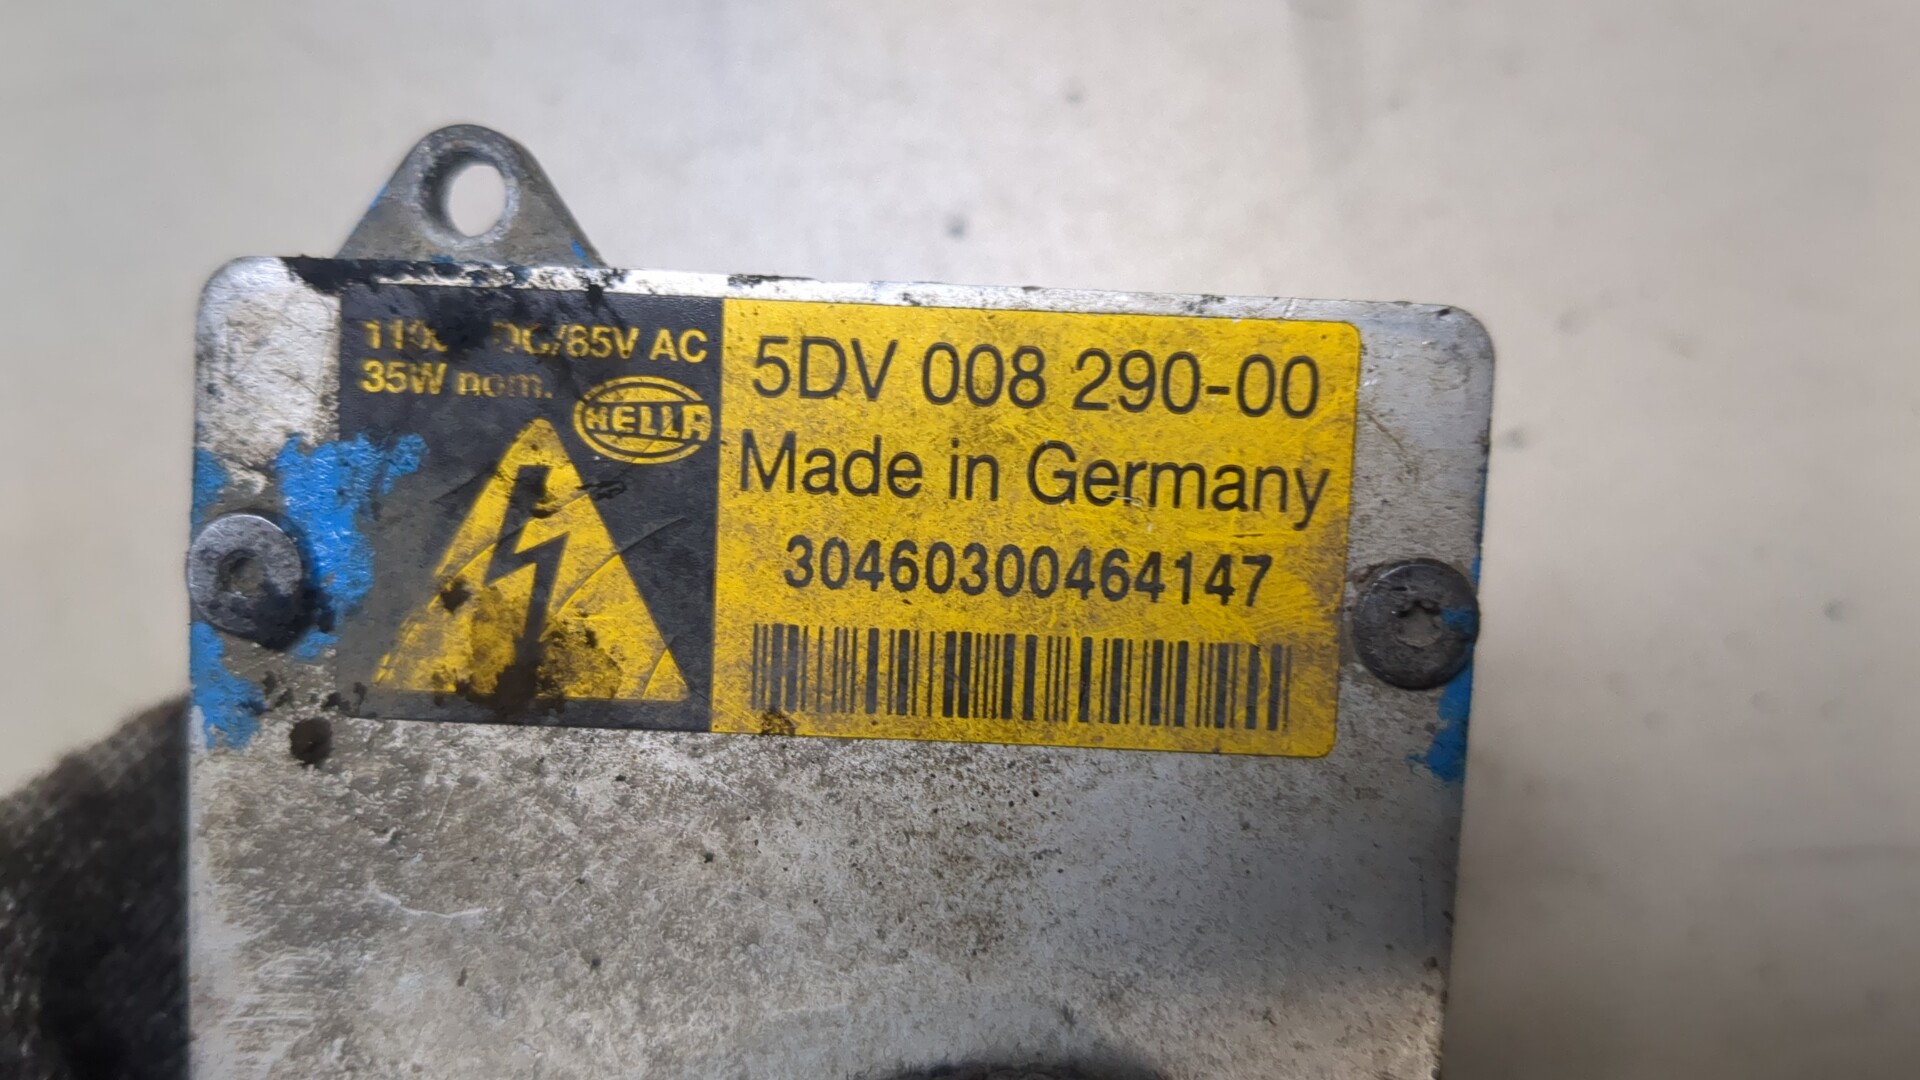 DC/85V AC
35W nom.
HELLA
5DV 008 290-00
Made in Germany
30460300464147